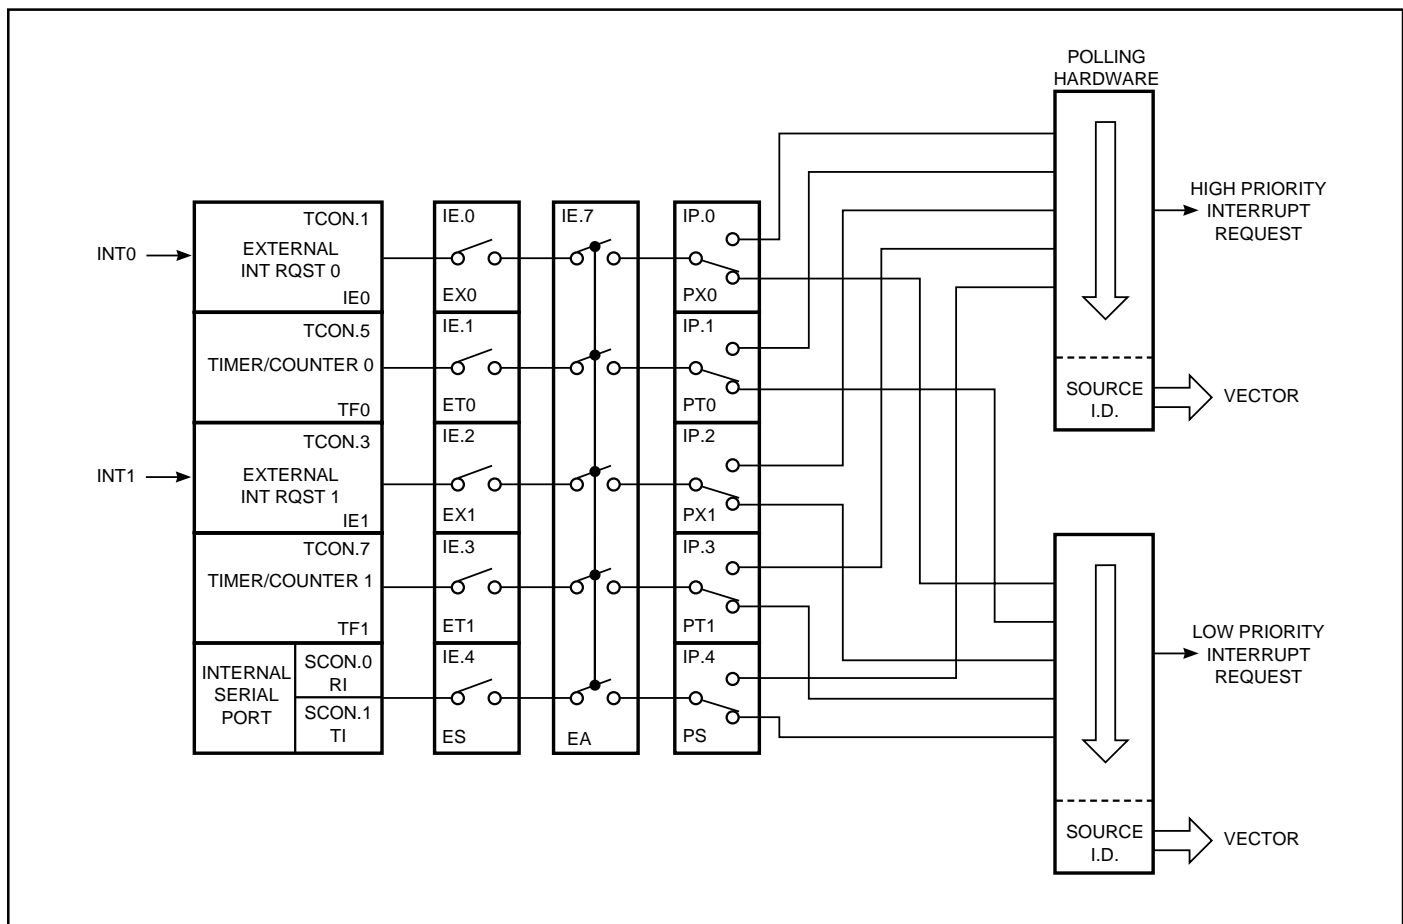 POLLING
HARDWARE
HIGH PRIORITY
INTERRUPT
REQUEST
SOURCE
I.D.
VECTOR
INT0
TCON.1
EXTERNAL
INT RQST 0
IE0
IE.0
EX0
IE.7
IP.0
PX0
TCON.5
TIMER/COUNTER 0
TF0
IE.1
ET0
IP.1
PT0
INT1
TCON.3
EXTERNAL
INT RQST 1
IE1
IE.2
EX1
IP.2
PX1
TCON.7
TIMER/COUNTER 1
TF1
IE.3
ET1
IP.3
PT1
INTERNAL
SERIAL
PORT
SCON.0
RI
SCON.1
TI
IE.4
ES
EA
IP.4
PS
LOW PRIORITY
INTERRUPT
REQUEST
SOURCE
I.D.
VECTOR